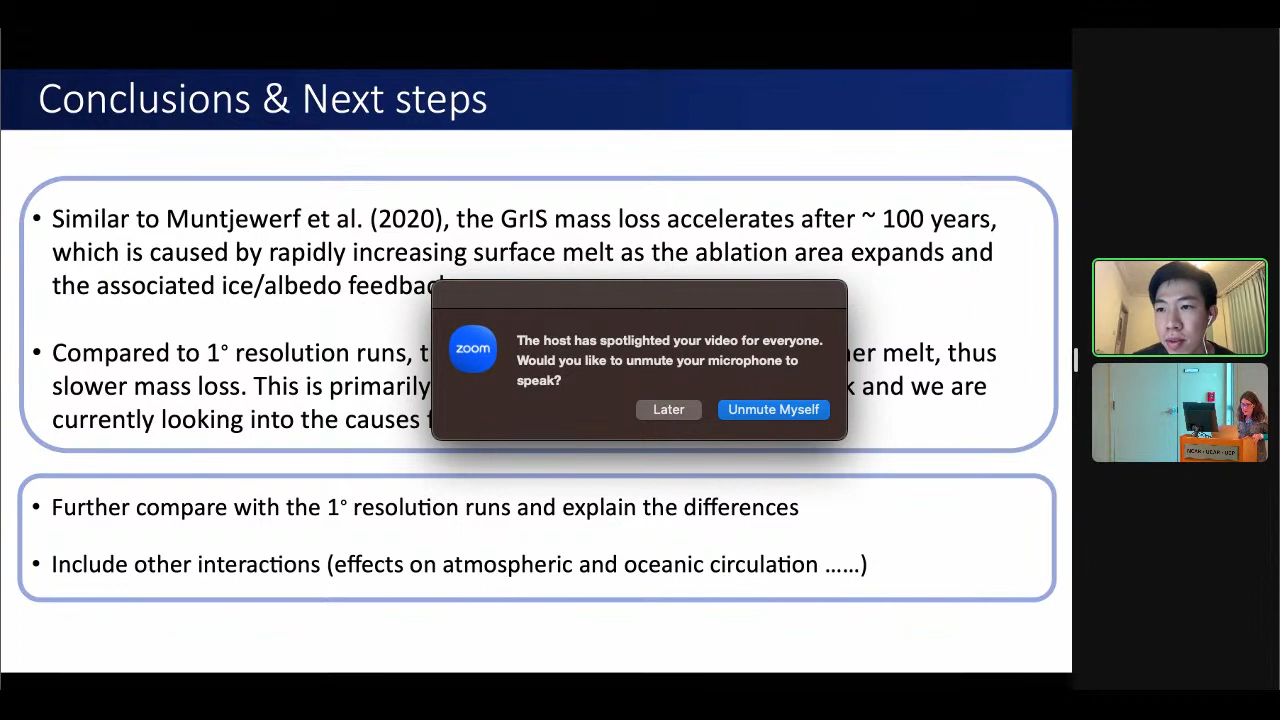 Conclusions & Next steps
• Similar to Muntjewerf et al. (2020), the GrIS mass loss accelerates after ~ 100 years,
which is caused by rapidly increasing surface melt as the ablation area expands and
the associated ice/albedo
• Compared to 1° resolution runs, melt, thus
slower mass loss. This is primarily and we are
currently looking into the causes
zoom
The host has spotlighted your video for everyone.
Would you like to unmute your microphone to
speak?
Later
Unmute Myself
• Further compare with the 1° resolution runs and explain the differences
• Include other interactions (effects on atmospheric and oceanic circulation ……)
NCAR • UCAR • UCP